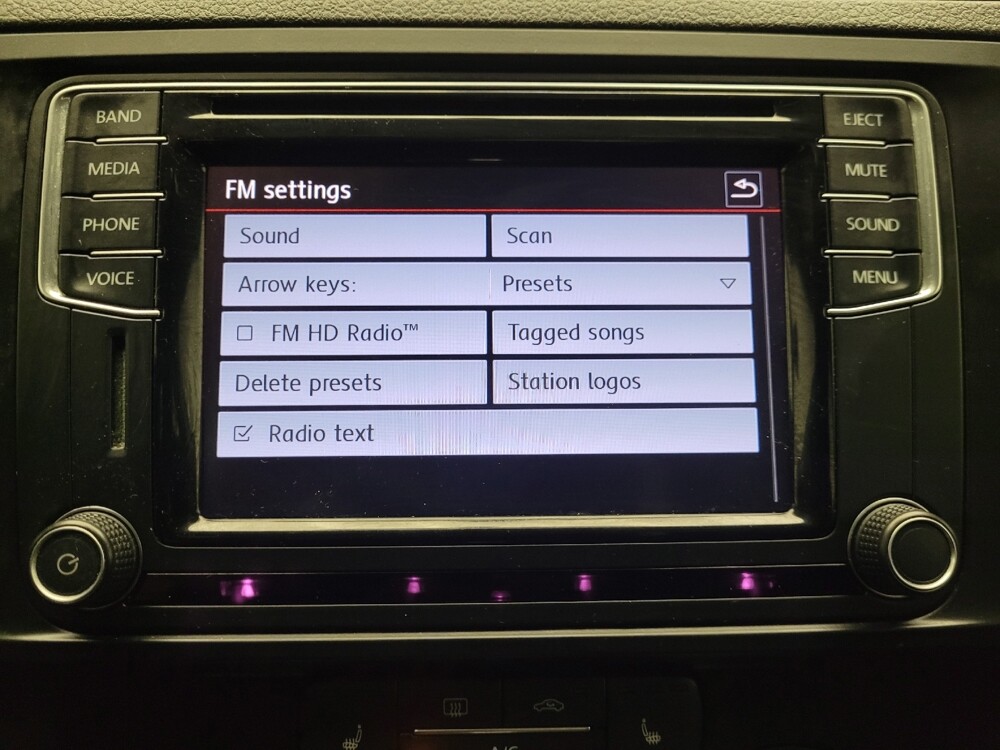 BAND
MEDIA
PHONE
VOICE
EJECT
MUTE
SOUND
MENU
FM settings
Sound Scan
Arrow keys: Presets
FM HD Radio™ Tagged songs
Delete presets Station logos
Radio text
A/C